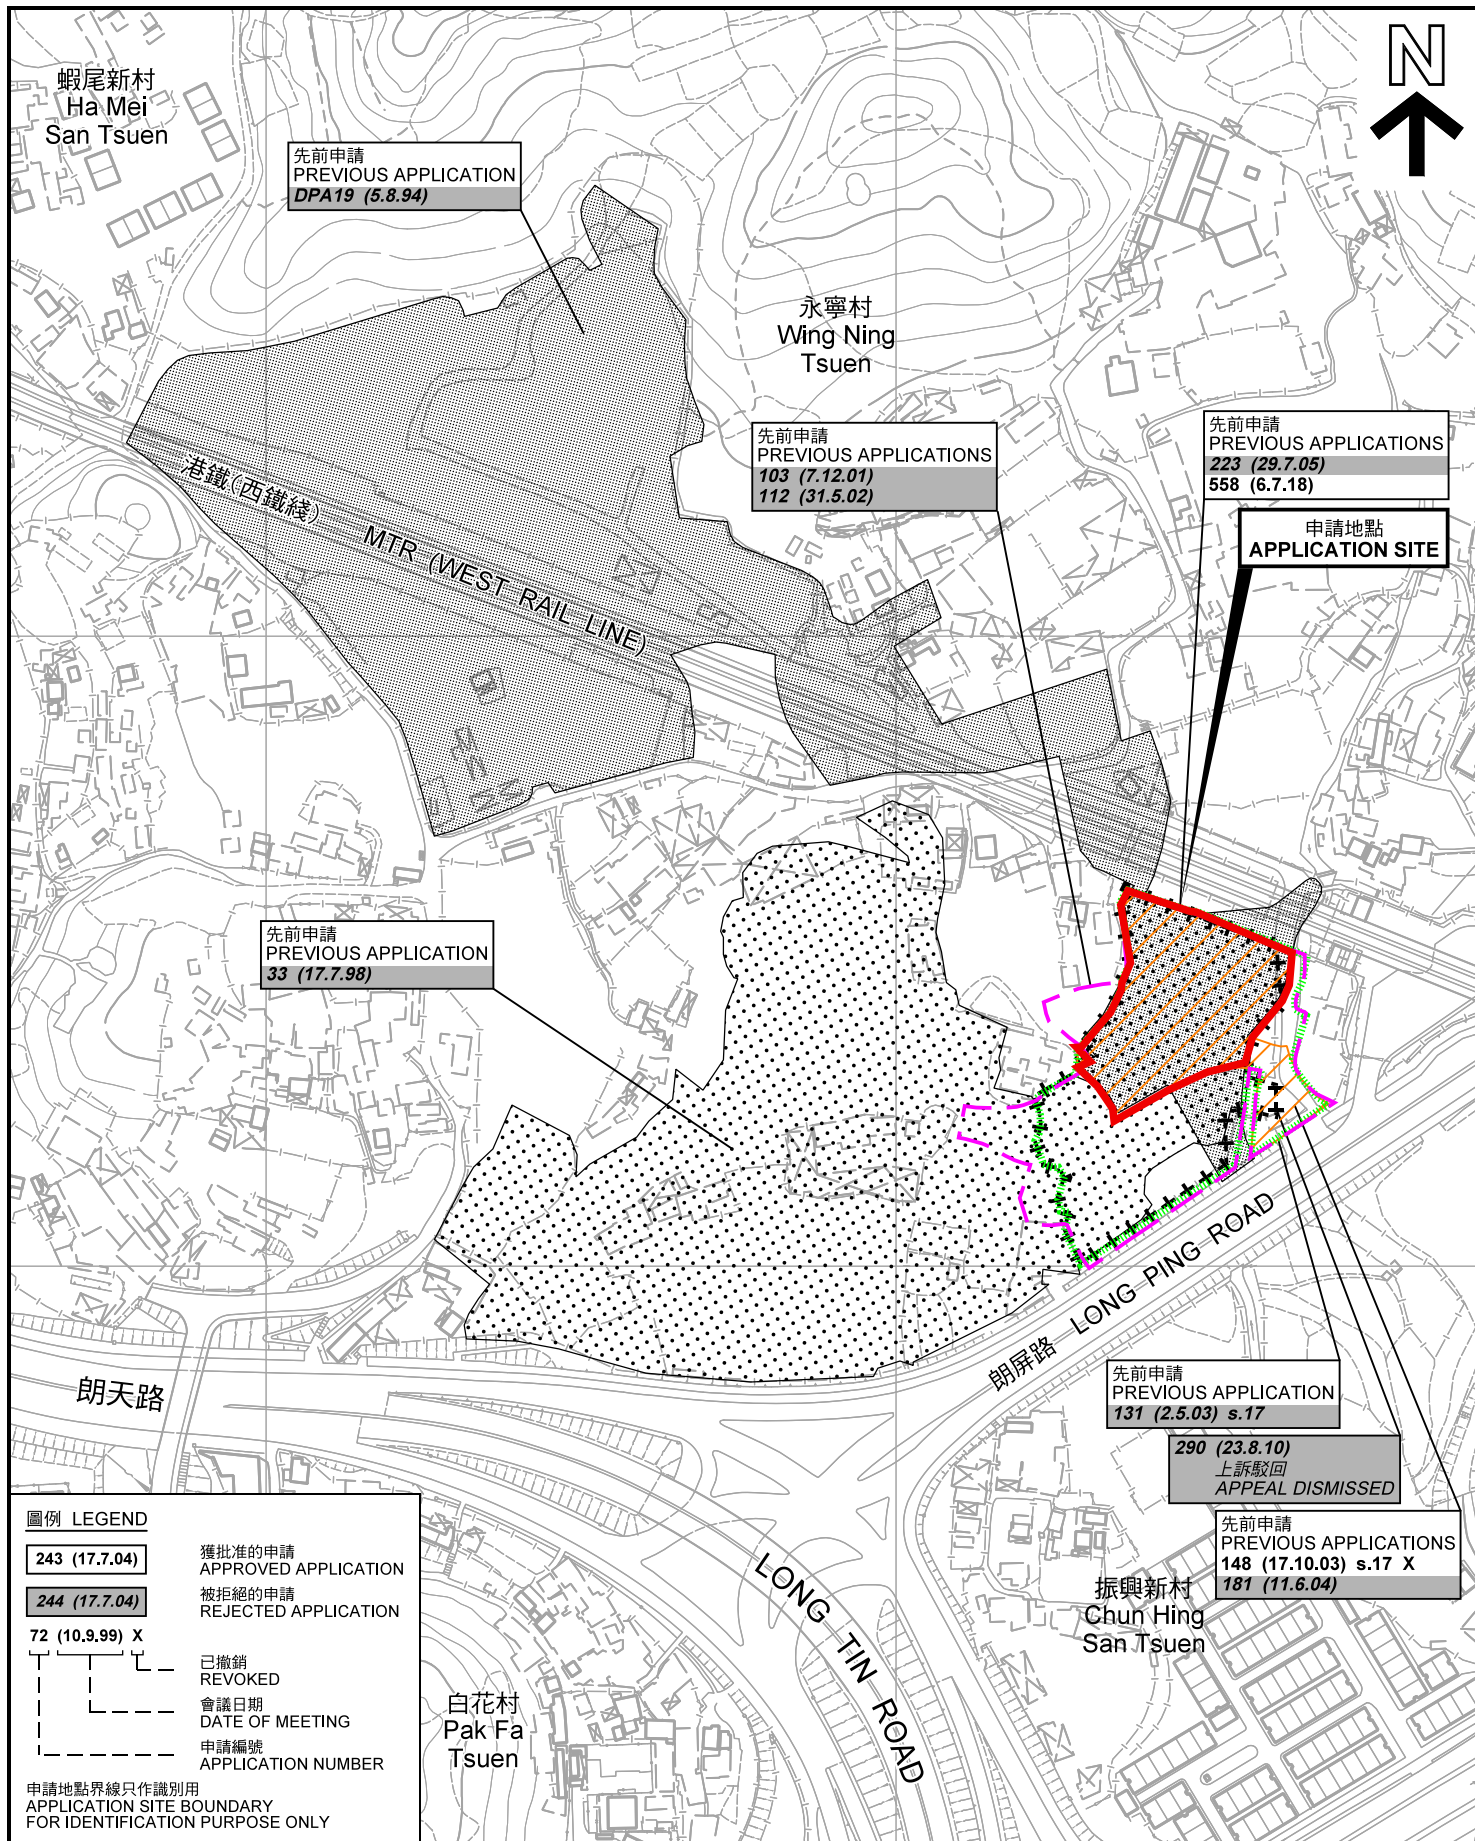 N
蝦尾新村
Ha Mei
San Tsuen
先前申請
PREVIOUS APPLICATION
DPA19 (5.8.94)
永寧村
Wing Ning
Tsuen
先前申請
PREVIOUS APPLICATIONS
103 (7.12.01)
112 (31.5.02)
先前申請
PREVIOUS APPLICATIONS
223 (29.7.05)
558 (6.7.18)
申請地點
APPLICATION SITE
港鐵(西鐵綫) MTR (WEST RAIL LINE)
先前申請
PREVIOUS APPLICATION
33 (17.7.98)
朗屏路 LONG PING ROAD
朗天路
LONG TIN ROAD
先前申請
PREVIOUS APPLICATION
131 (2.5.03) s.17
290 (23.8.10)
上訴駁回
APPEAL DISMISSED
先前申請
PREVIOUS APPLICATIONS
148 (17.10.03) s.17 X
181 (11.6.04)
振興新村
Chun Hing
San Tsuen
白花村
Pak Fa
Tsuen
圖例 LEGEND
243 (17.7.04)
獲批准的申請
APPROVED APPLICATION
244 (17.7.04)
被拒絕的申請
REJECTED APPLICATION
72 (10.9.99) X
已撤銷
REVOKED
會議日期
DATE OF MEETING
申請編號
APPLICATION NUMBER
申請地點界線只作識別用
APPLICATION SITE BOUNDARY
FOR IDENTIFICATION PURPOSE ONLY